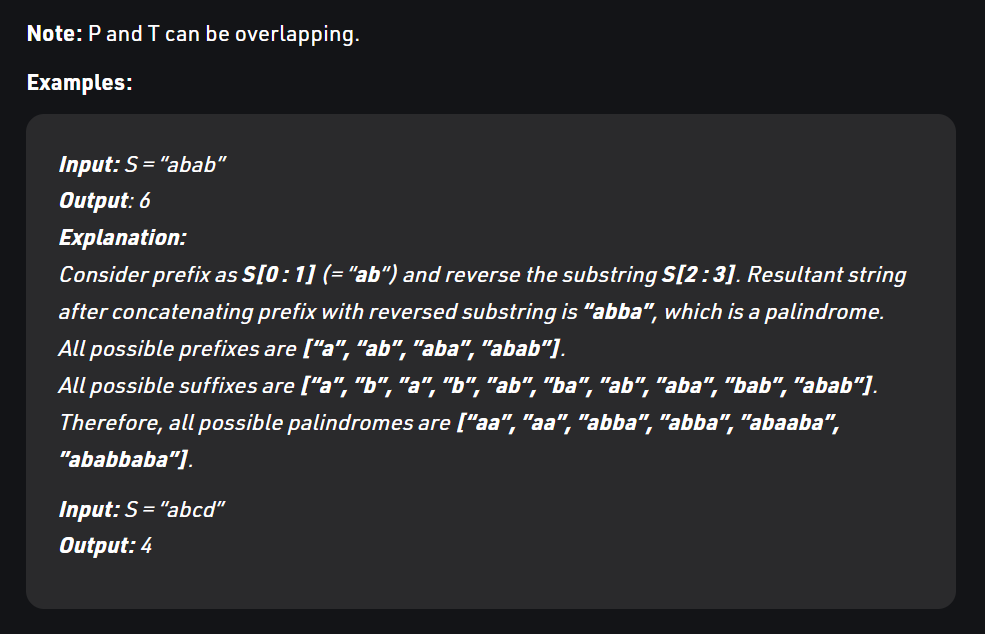 Note: P and T can be overlapping.
Examples:
Input: S = “abab”
Output: 6
Explanation:
Consider prefix as S[0 : 1] (= “ab“) and reverse the substring S[2 : 3]. Resultant string
after concatenating prefix with reversed substring is “abba”, which is a palindrome.
All possible prefixes are [“a”, “ab”, “aba”, “abab”].
All possible suffixes are [“a”, “b”, “a”, “b”, “ab”, “ba”, “ab”, “aba”, “bab”, “abab”].
Therefore, all possible palindromes are [“aa”, “aa”, “abba”, “abba”, “abaaba”,
“ababbaba”].
Input: S = “abcd”
Output: 4